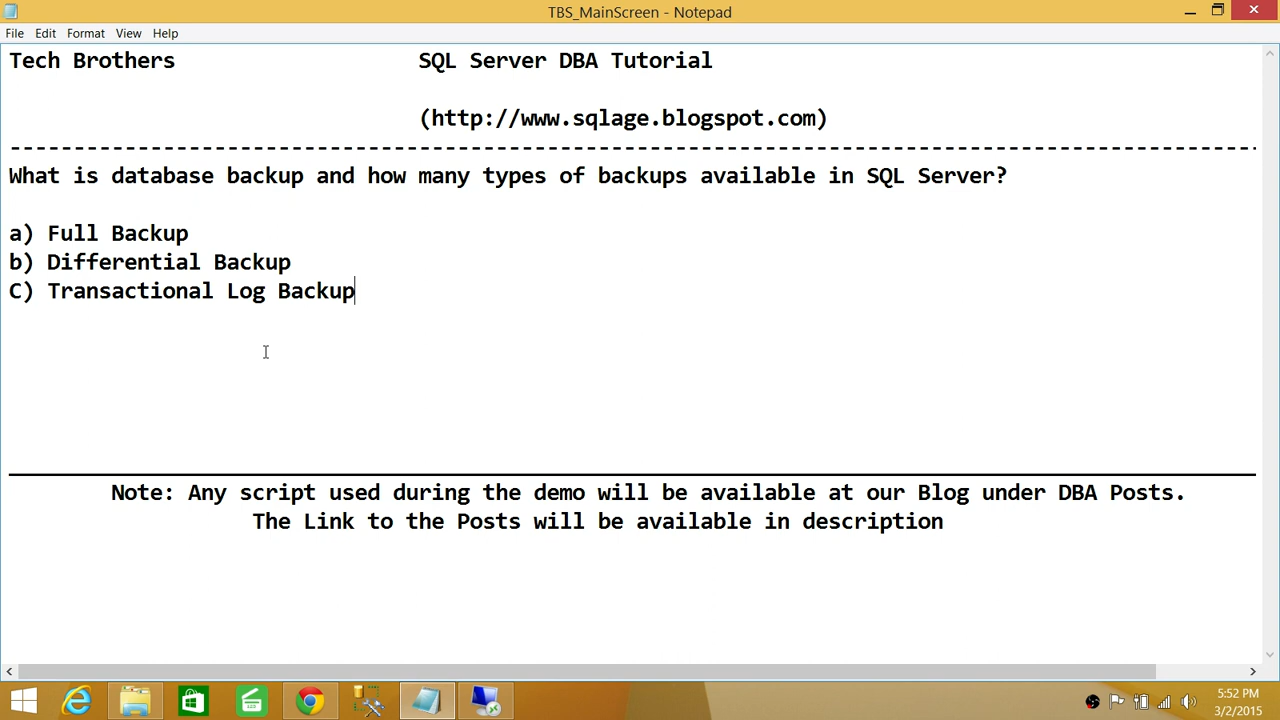 TBS_MainScreen - Notepad
File Edit Format View Help
Tech Brothers SQL Server DBA Tutorial
(http://www.sqlage.blogspot.com)
--------------------------------------------------------------------------------------------------
What is database backup and how many types of backups available in SQL Server?
a) Full Backup
b) Differential Backup
C) Transactional Log Backup
Note: Any script used during the demo will be available at our Blog under DBA Posts.
The Link to the Posts will be available in description
5:52 PM
3/2/2015